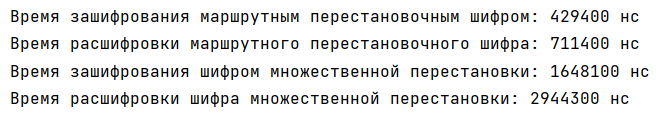 Время зашифрования маршрутным перестановочным шифром: 429400 нс
Время расшифровки маршрутного перестановочного шифра: 711400 нс
Время зашифрования шифром множественной перестановки: 1648100 нс
Время расшифровки шифра множественной перестановки: 2944300 нс